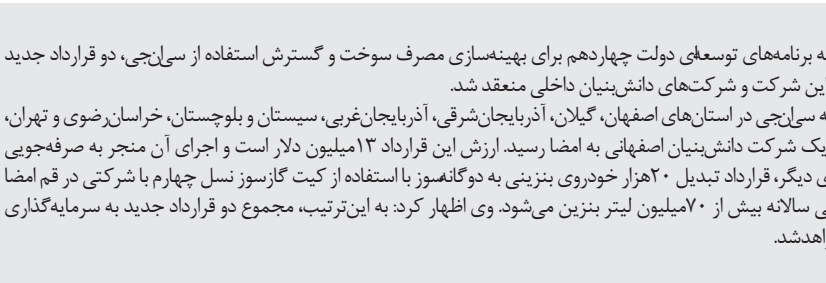 ه برنامه‌های توسعه‌ای دولت چهاردهم برای بهینه‌سازی مصرف سوخت و گسترش استفاده از سی‌ان‌جی، دو قرارداد جدید
این شرکت و شرکت‌های دانش‌بنیان داخلی منعقد شد.
ه سی‌ان‌جی در استان‌های اصفهان، گیلان، آذربایجان‌شرقی، آذربایجان‌غربی، سیستان و بلوچستان، خراسان‌رضوی و تهران،
یک شرکت دانش‌بنیان اصفهانی به امضا رسید. ارزش این قرارداد ۱۳میلیون دلار است و اجرای آن منجر به صرفه‌جویی
ی دیگر، قرارداد تبدیل ۲۰هزار خودروی بنزینی به دوگانه‌سوز با استفاده از کیت گازسوز نسل چهارم با شرکتی در قم امضا
ی سالانه بیش از ۷۰میلیون لیتر بنزین می‌شود. وی اظهار کرد: به این‌ترتیب، مجموع دو قرارداد جدید به سرمایه‌گذاری
اهدشد.